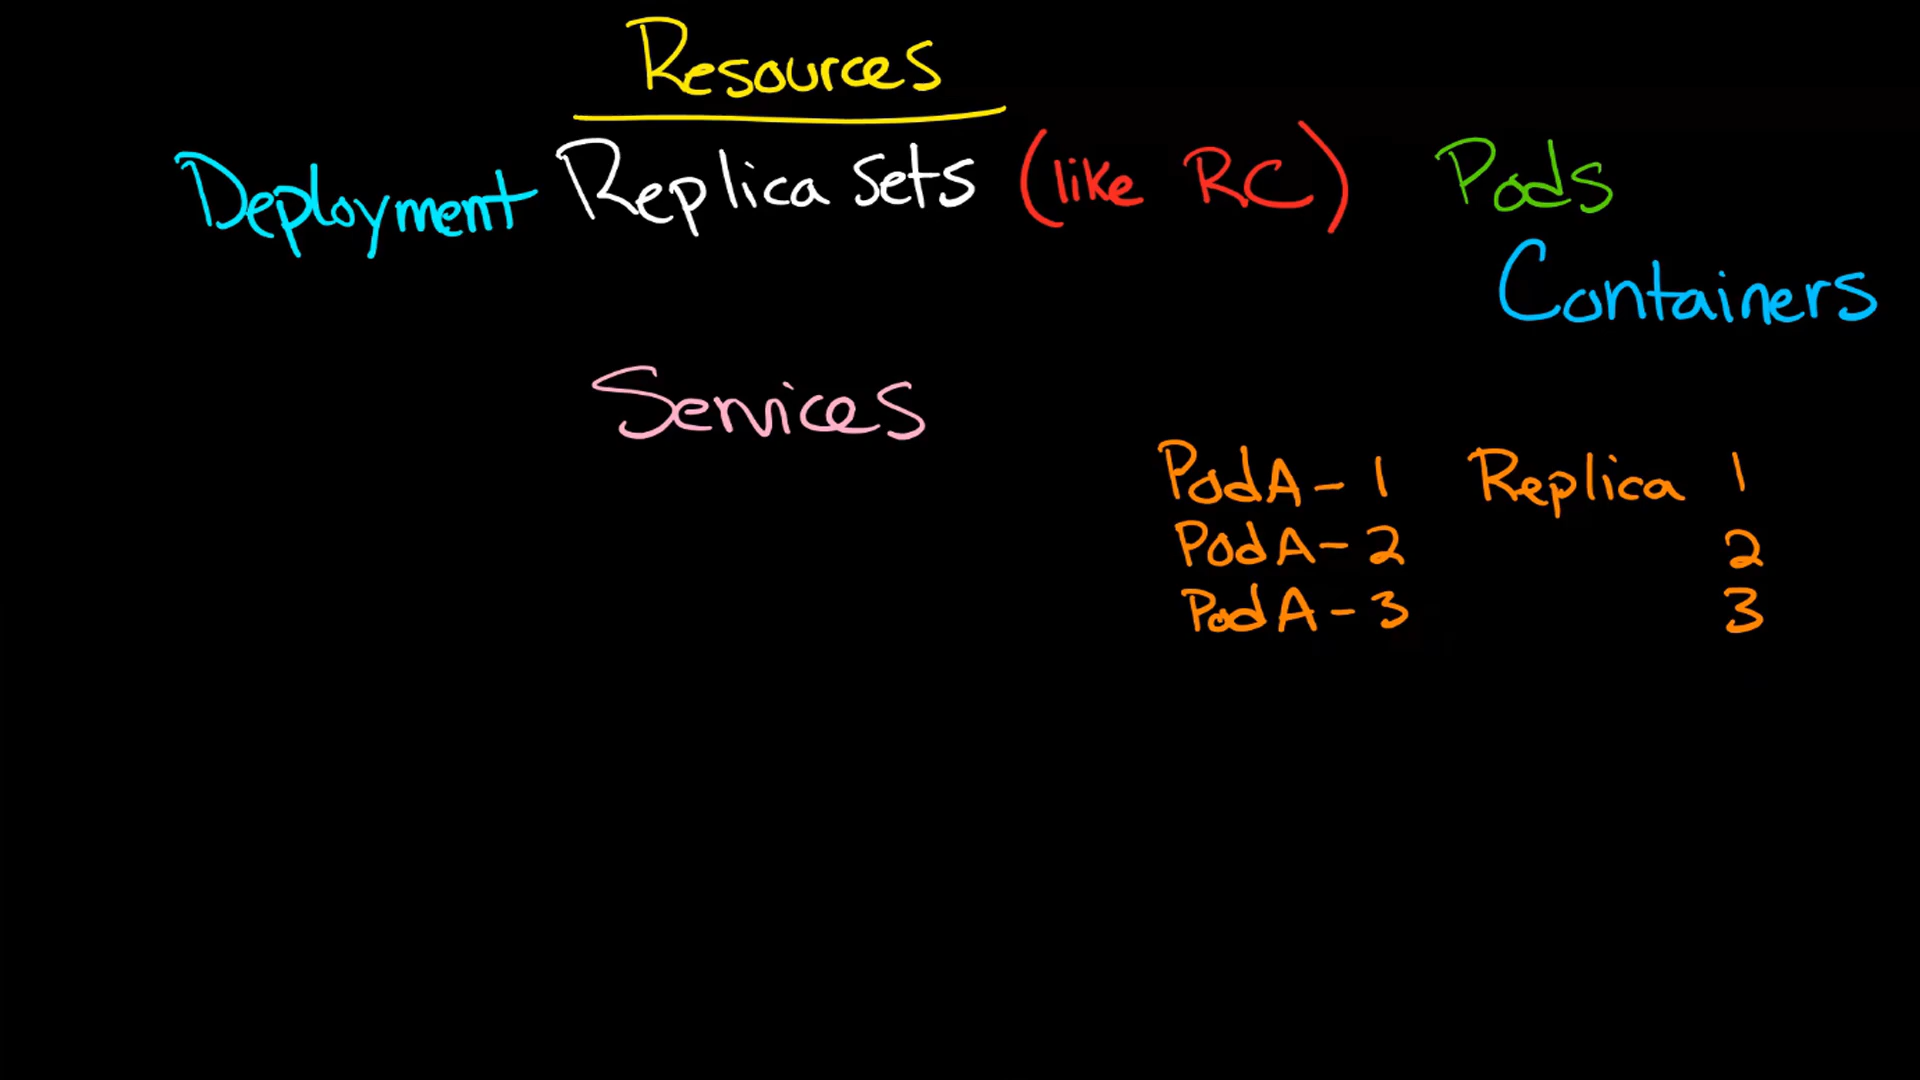 Resources
Deployment Replica sets (like RC) Pods
Containers
Services
PodA - 1 Replica 1
PodA - 2 2
PodA - 3 3